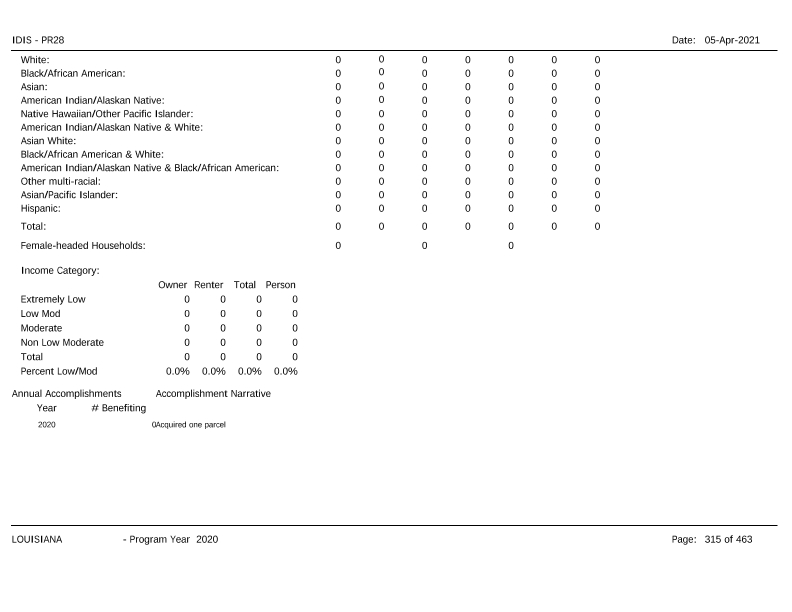 IDIS - PR28 Date: 05-Apr-2021
White: 0 0 0 0 0 0 0
Black/African American: 0 0 0 0 0 0 0
Asian: 0 0 0 0 0 0 0
American Indian/Alaskan Native: 0 0 0 0 0 0 0
Native Hawaiian/Other Pacific Islander: 0 0 0 0 0 0 0
American Indian/Alaskan Native & White: 0 0 0 0 0 0 0
Asian White: 0 0 0 0 0 0 0
Black/African American & White: 0 0 0 0 0 0 0
American Indian/Alaskan Native & Black/African American: 0 0 0 0 0 0 0
Other multi-racial: 0 0 0 0 0 0 0
Asian/Pacific Islander: 0 0 0 0 0 0 0
Hispanic: 0 0 0 0 0 0 0
Total: 0 0 0 0 0 0 0
Female-headed Households: 0 0 0
Income Category:
Owner Renter Total Person
Extremely Low 0 0 0 0
Low Mod 0 0 0 0
Moderate 0 0 0 0
Non Low Moderate 0 0 0 0
Total 0 0 0 0
Percent Low/Mod 0.0% 0.0% 0.0% 0.0%
Annual Accomplishments Accomplishment Narrative
Year # Benefiting
2020 0Acquired one parcel
LOUISIANA - Program Year 2020 Page: 315 of 463